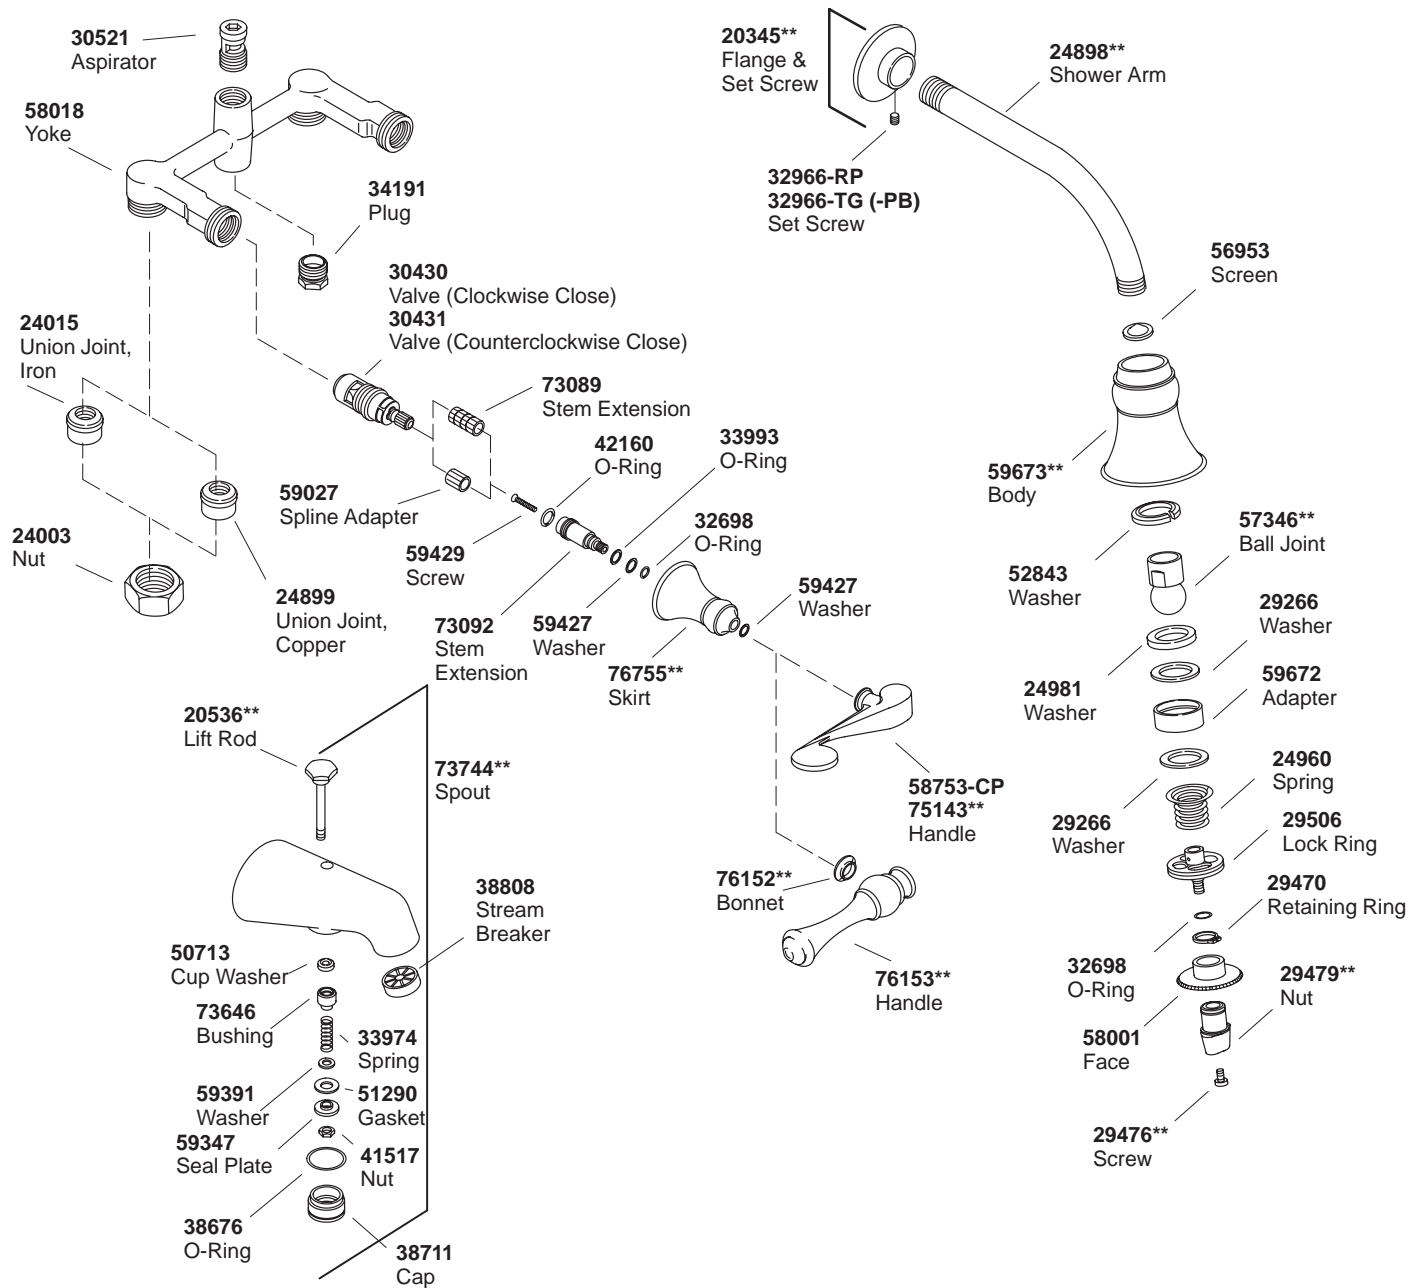 30521
Aspirator
58018
Yoke
34191
Plug
30430
Valve (Clockwise Close)
30431
Valve (Counterclockwise Close)
24015
Union Joint,
Iron
73089
Stem Extension
42160
O-Ring
33993
O-Ring
59027
Spline Adapter
32698
O-Ring
24003
Nut
59429
Screw
24899
Union Joint,
Copper
73092
Stem
Extension
59427
Washer
59427
Washer
76755**
Skirt
20345**
Flange &
Set Screw
24898**
Shower Arm
32966-RP
32966-TG (-PB)
Set Screw
56953
Screen
59673**
Body
57346**
Ball Joint
52843
Washer
29266
Washer
24981
Washer
59672
Adapter
24960
Spring
29266
Washer
29506
Lock Ring
29470
Retaining Ring
32698
O-Ring
29479**
Nut
58001
Face
29476**
Screw
20536**
Lift Rod
73744**
Spout
58753-CP
75143**
Handle
76152**
Bonnet
76153**
Handle
38808
Stream
Breaker
50713
Cup Washer
73646
Bushing
33974
Spring
59391
Washer
51290
Gasket
59347
Seal Plate
41517
Nut
38676
O-Ring
38711
Cap